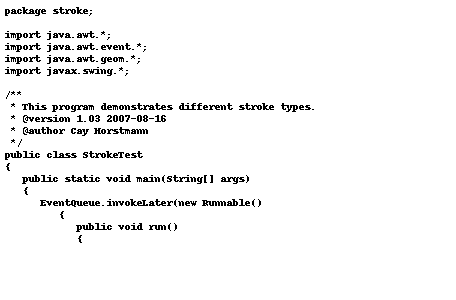 package stroke;

import java.awt.*;
import java.awt.event.*;
import java.awt.geom.*;
import javax.swing.*;

/**
 * This program demonstrates different stroke types.
 * @version 1.03 2007-08-16
 * @author Cay Horstmann
 */
public class StrokeTest
{
   public static void main(String[] args)
   {
      EventQueue.invokeLater(new Runnable()
         {
            public void run()
            {